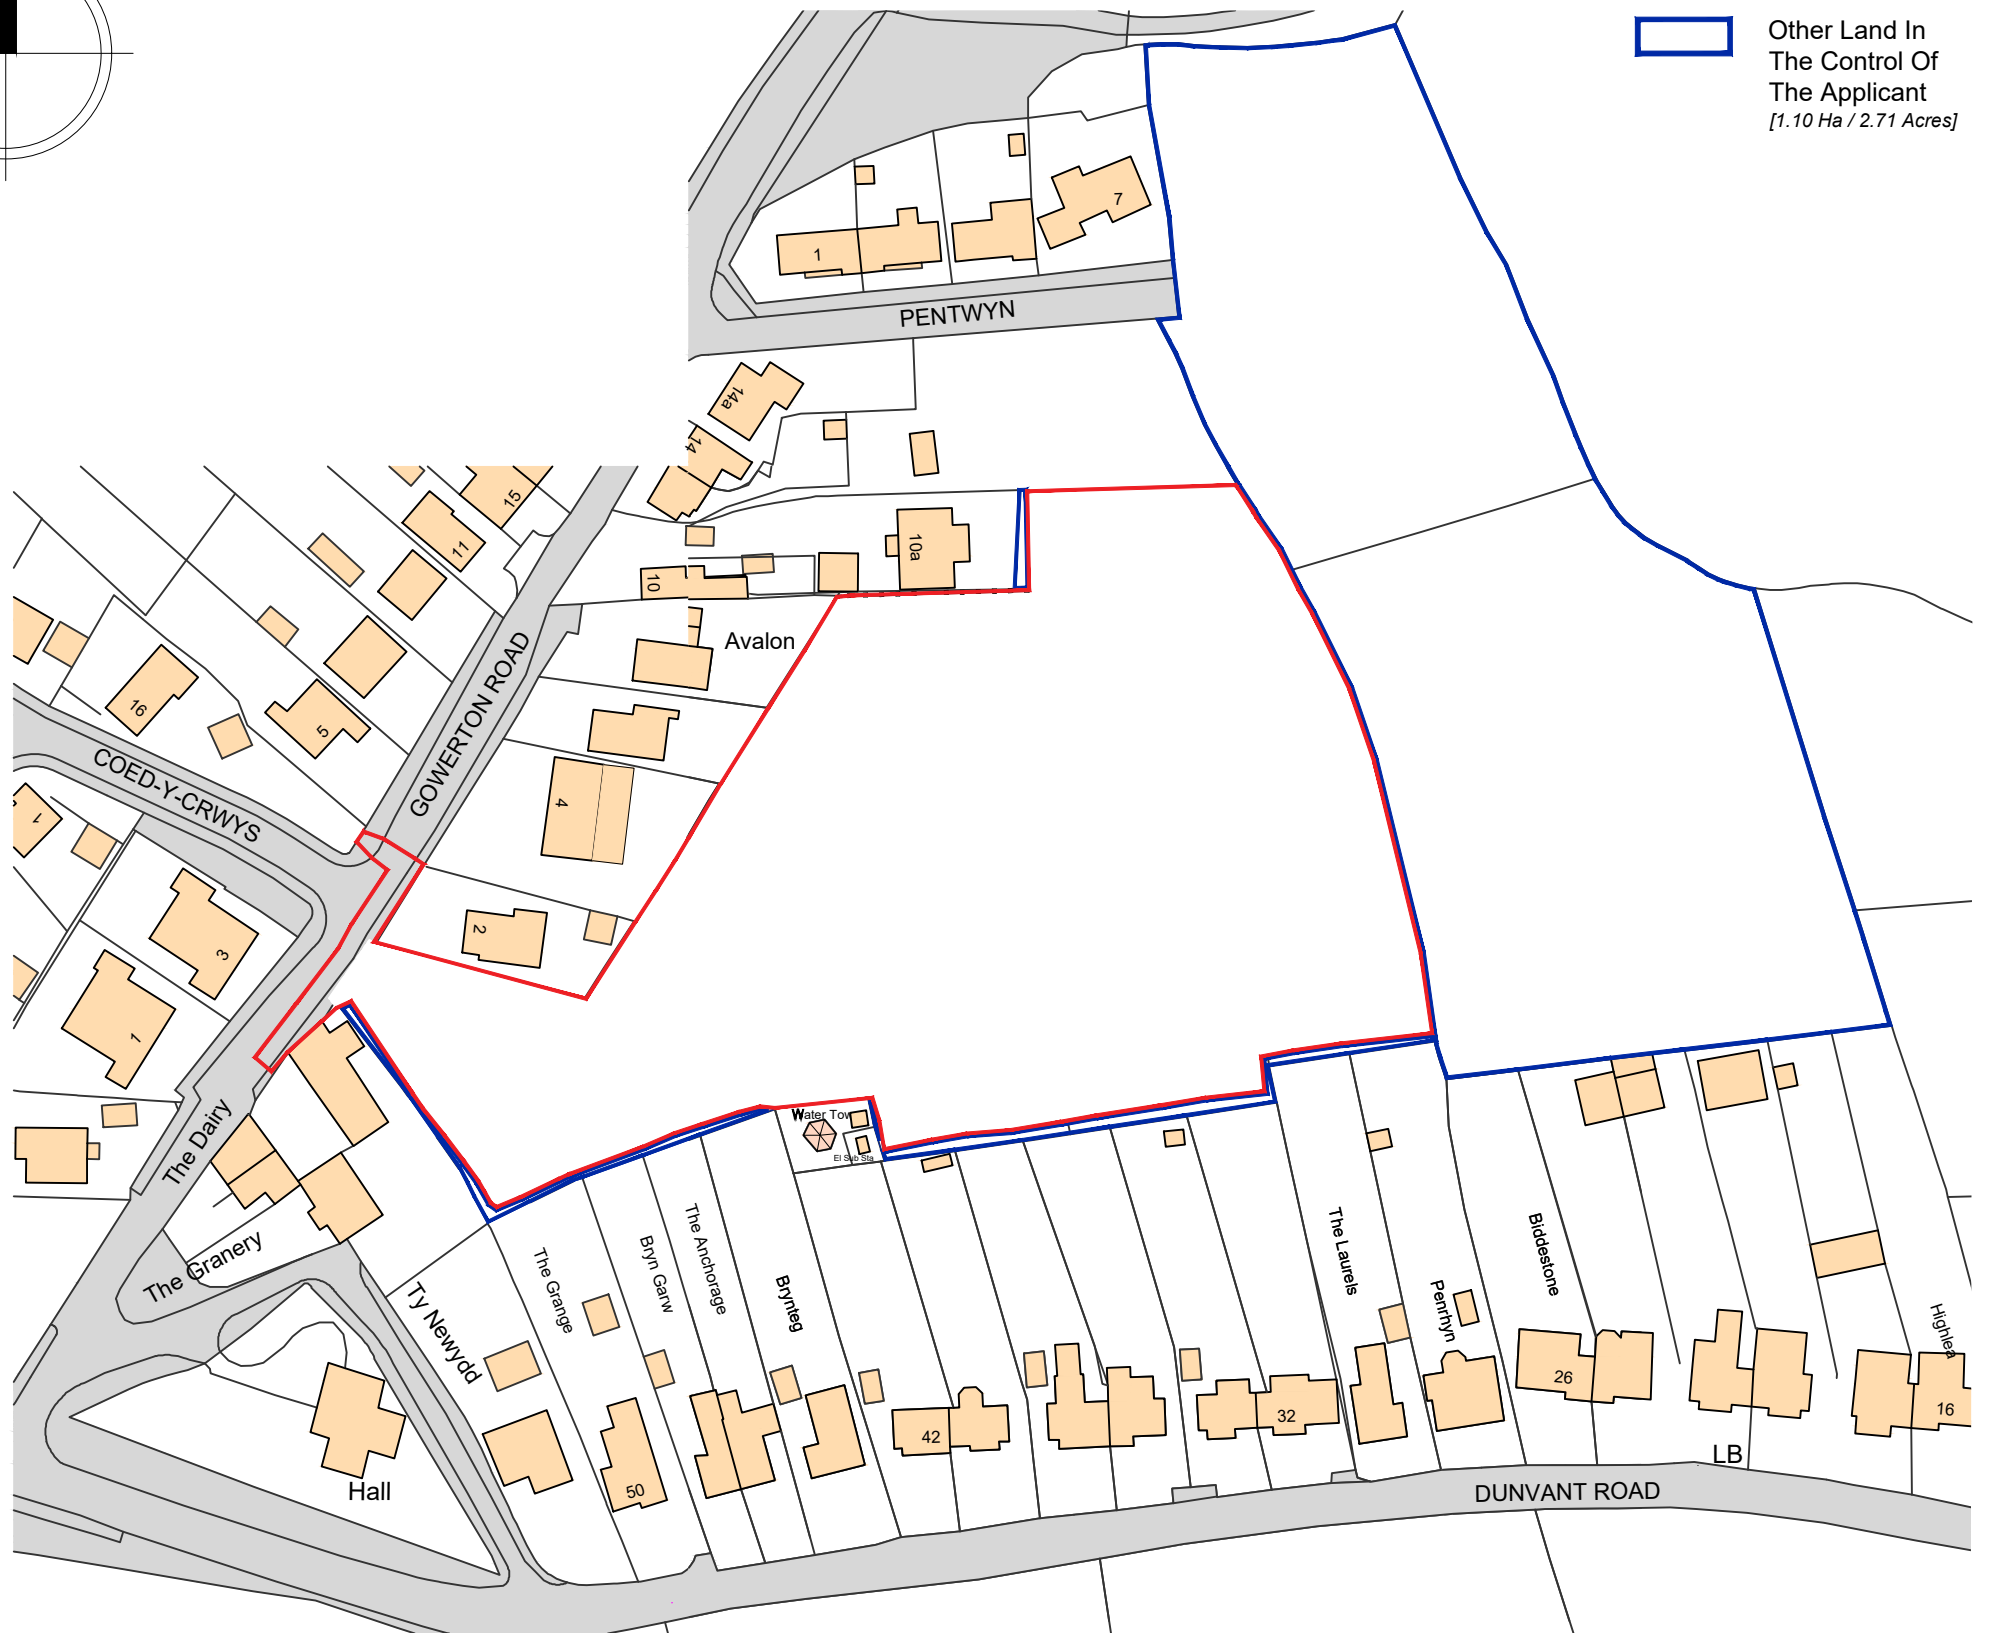 Other Land In
The Control Of
The Applicant
[1.10 Ha / 2.71 Acres]
7
1
PENTWYN
14a
14
15
11
10a
10
Avalon
16
5
GOWERTON ROAD
COED-Y-CRWYS
4
1
2
3
1
The Dairy
Water Tow
El Sub Sta
The Granery
Ty Newydd
The Grange
Bryn Garw
The Anchorage
Brynteg
The Laurels
Penrhyn
Biddestone
Highlea
26
16
32
42
50
Hall
LB
DUNVANT ROAD